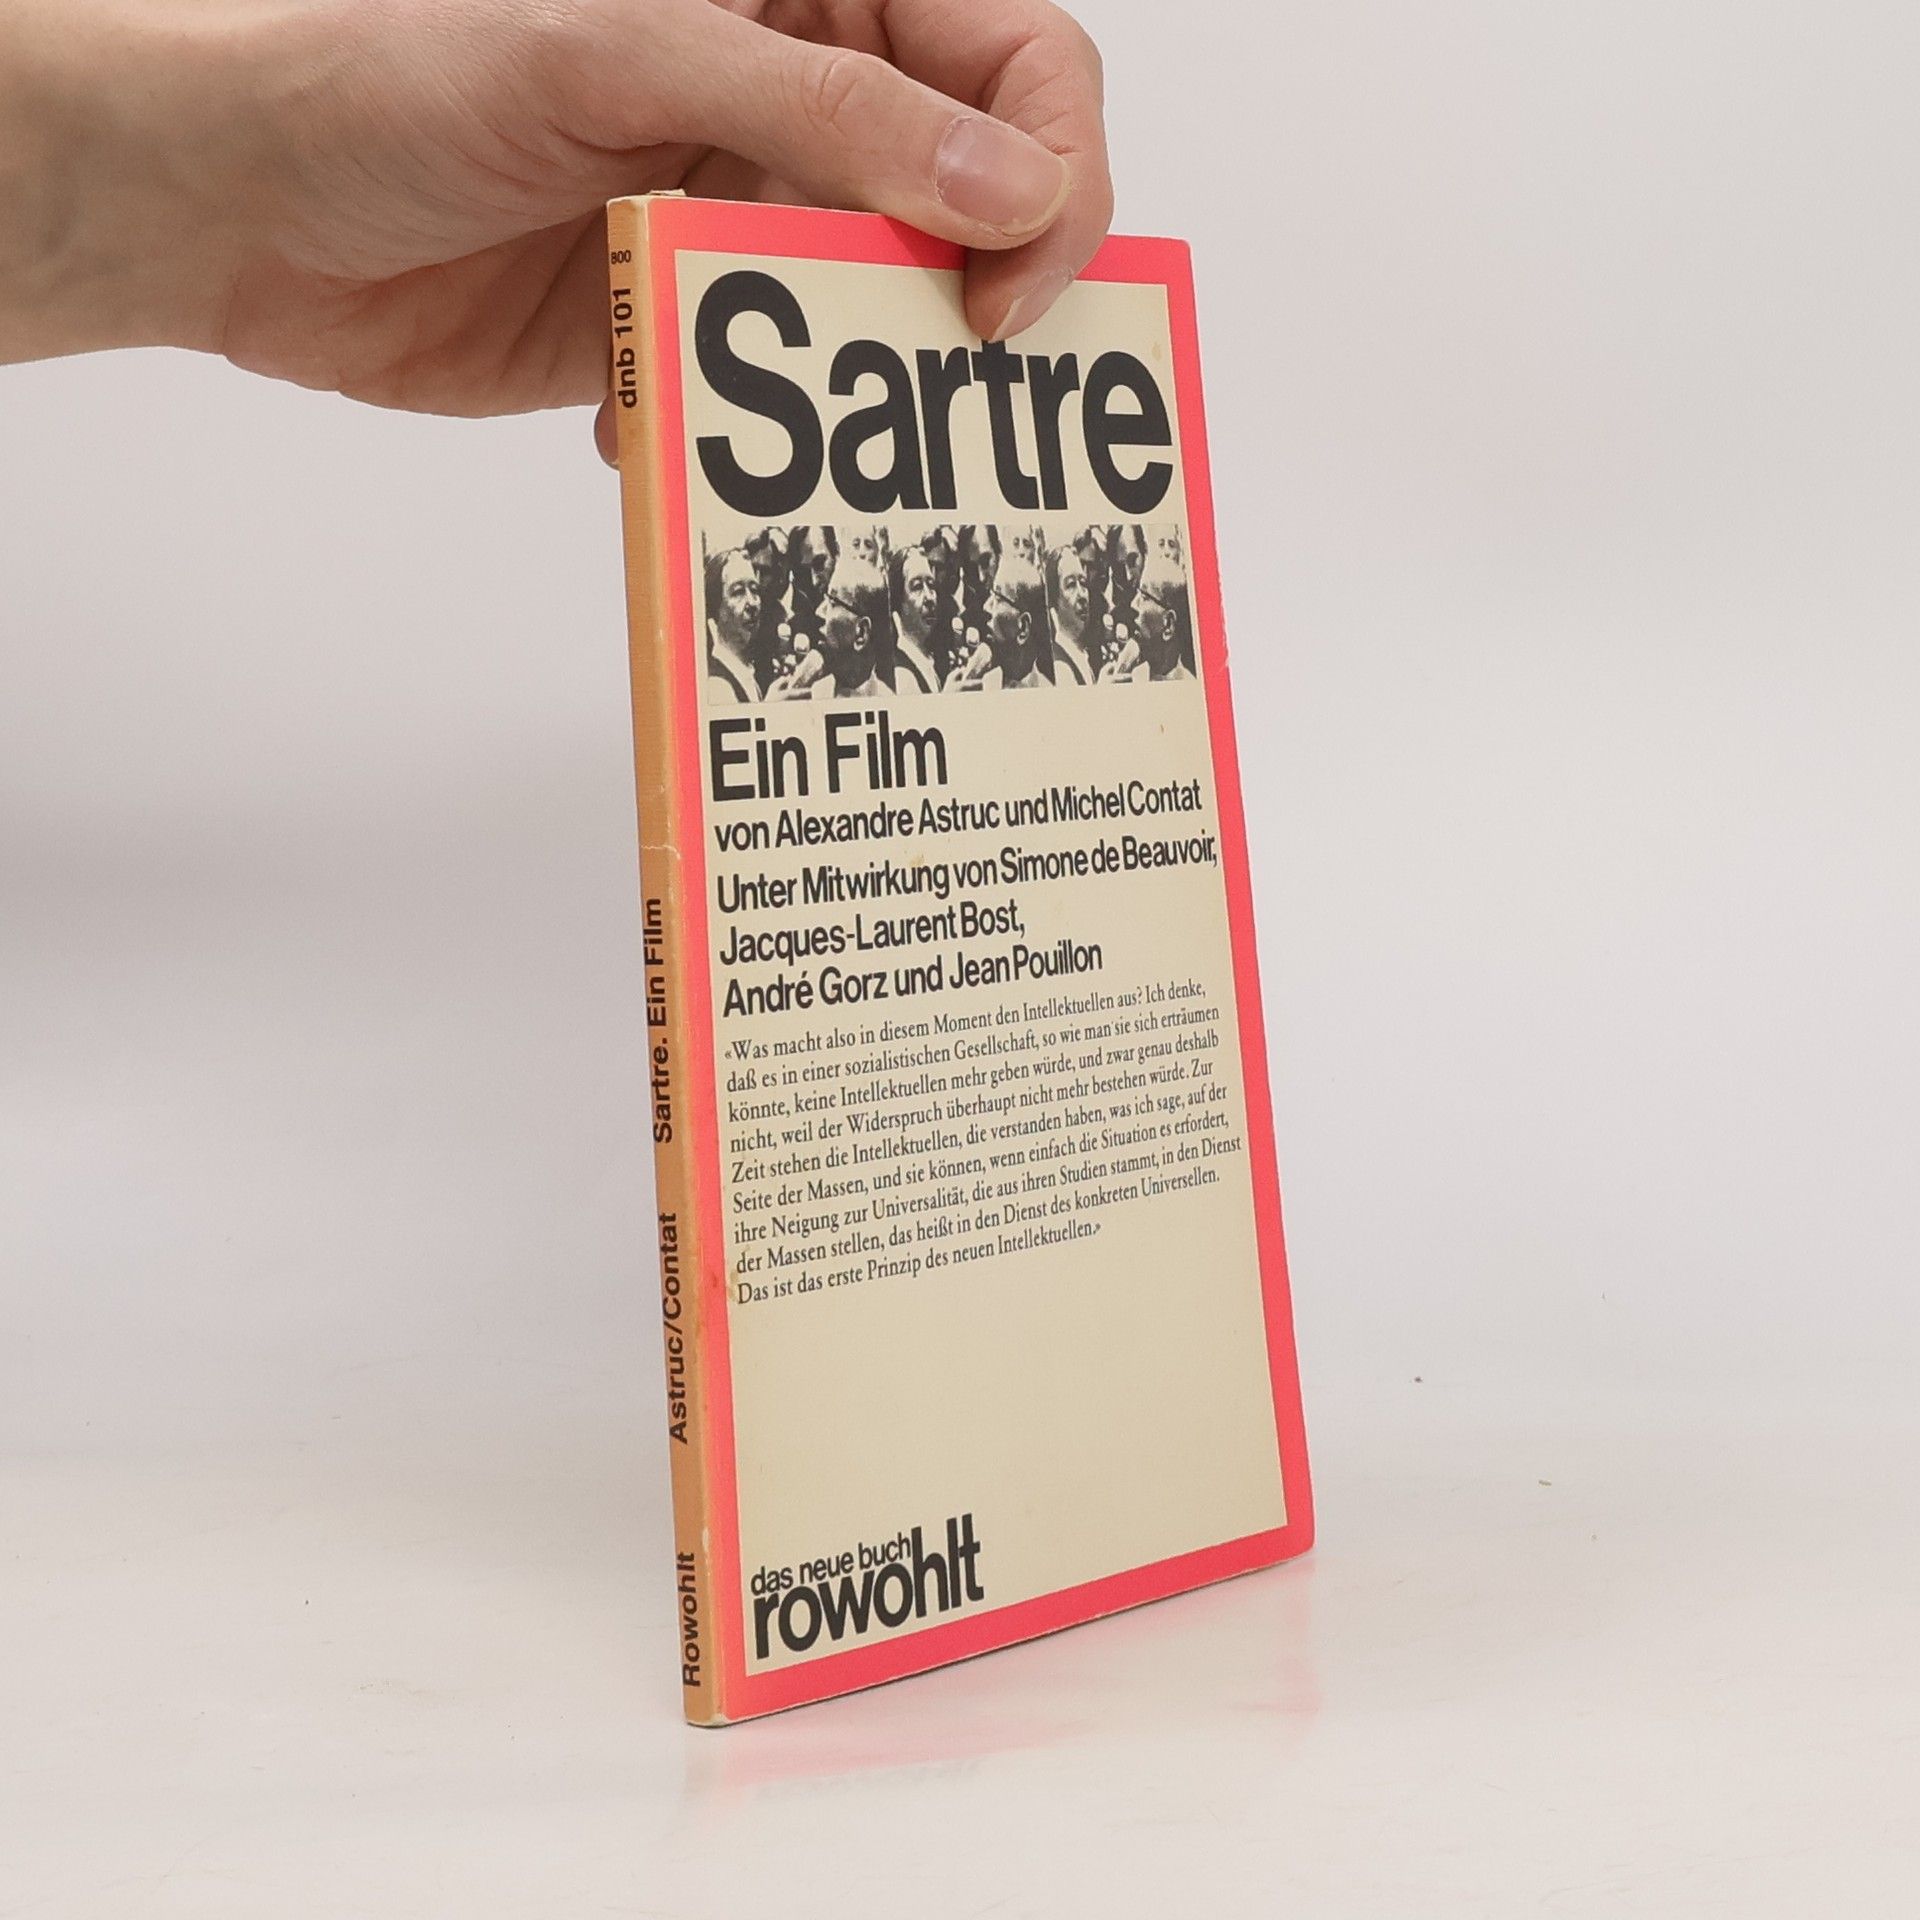 Sartre
Ein Film
von Alexandre Astruc und Michel Contat
Unter Mitwirkung von Simone de Beauvoir,
Jacques-Laurent Bost,
André Gorz und Jean Pouillon
«Was macht also in diesem Moment den Intellektuellen aus? Ich denke,
daß es in einer sozialistischen Gesellschaft, so wie man sie sich erträumen
könnte, keine Intellektuellen mehr geben würde, und zwar genau deshalb
nicht, weil der Widerspruch überhaupt nicht mehr bestehen würde. Zur
Zeit stehen die Intellektuellen, die verstanden haben, was ich sage, auf der
Seite der Massen, und sie können, wenn einfach die Situation es erfordert,
ihre Neigung zur Universalität, die aus ihren Studien stammt, in den Dienst
der Massen stellen, das heißt in den Dienst des konkreten Universellen.
Das ist das erste Prinzip des neuen Intellektuellen.»
das neue buch
rowohlt
Rowohlt Astruc/Contat Sartre. Ein Film dnb 101
800